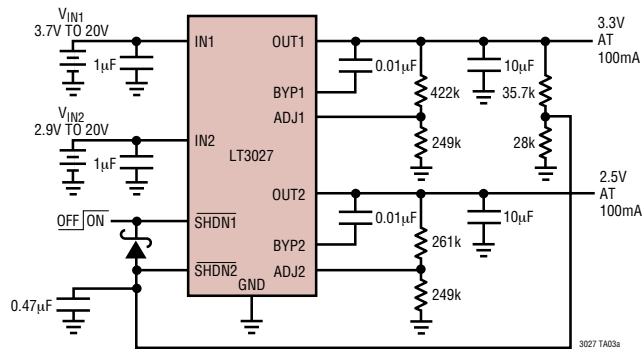 VIN1
3.7V TO 20V
1µF
IN1
OUT1
0.01µF
BYP1
ADJ1
422k
249k
10µF
35.7k
28k
3.3V
AT
100mA
VIN2
2.9V TO 20V
1µF
IN2
LT3027
OUT2
0.01µF
BYP2
ADJ2
261k
249k
10µF
2.5V
AT
100mA
OFF ON
SHDN1
SHDN2
GND
0.47µF
3027 TA03a